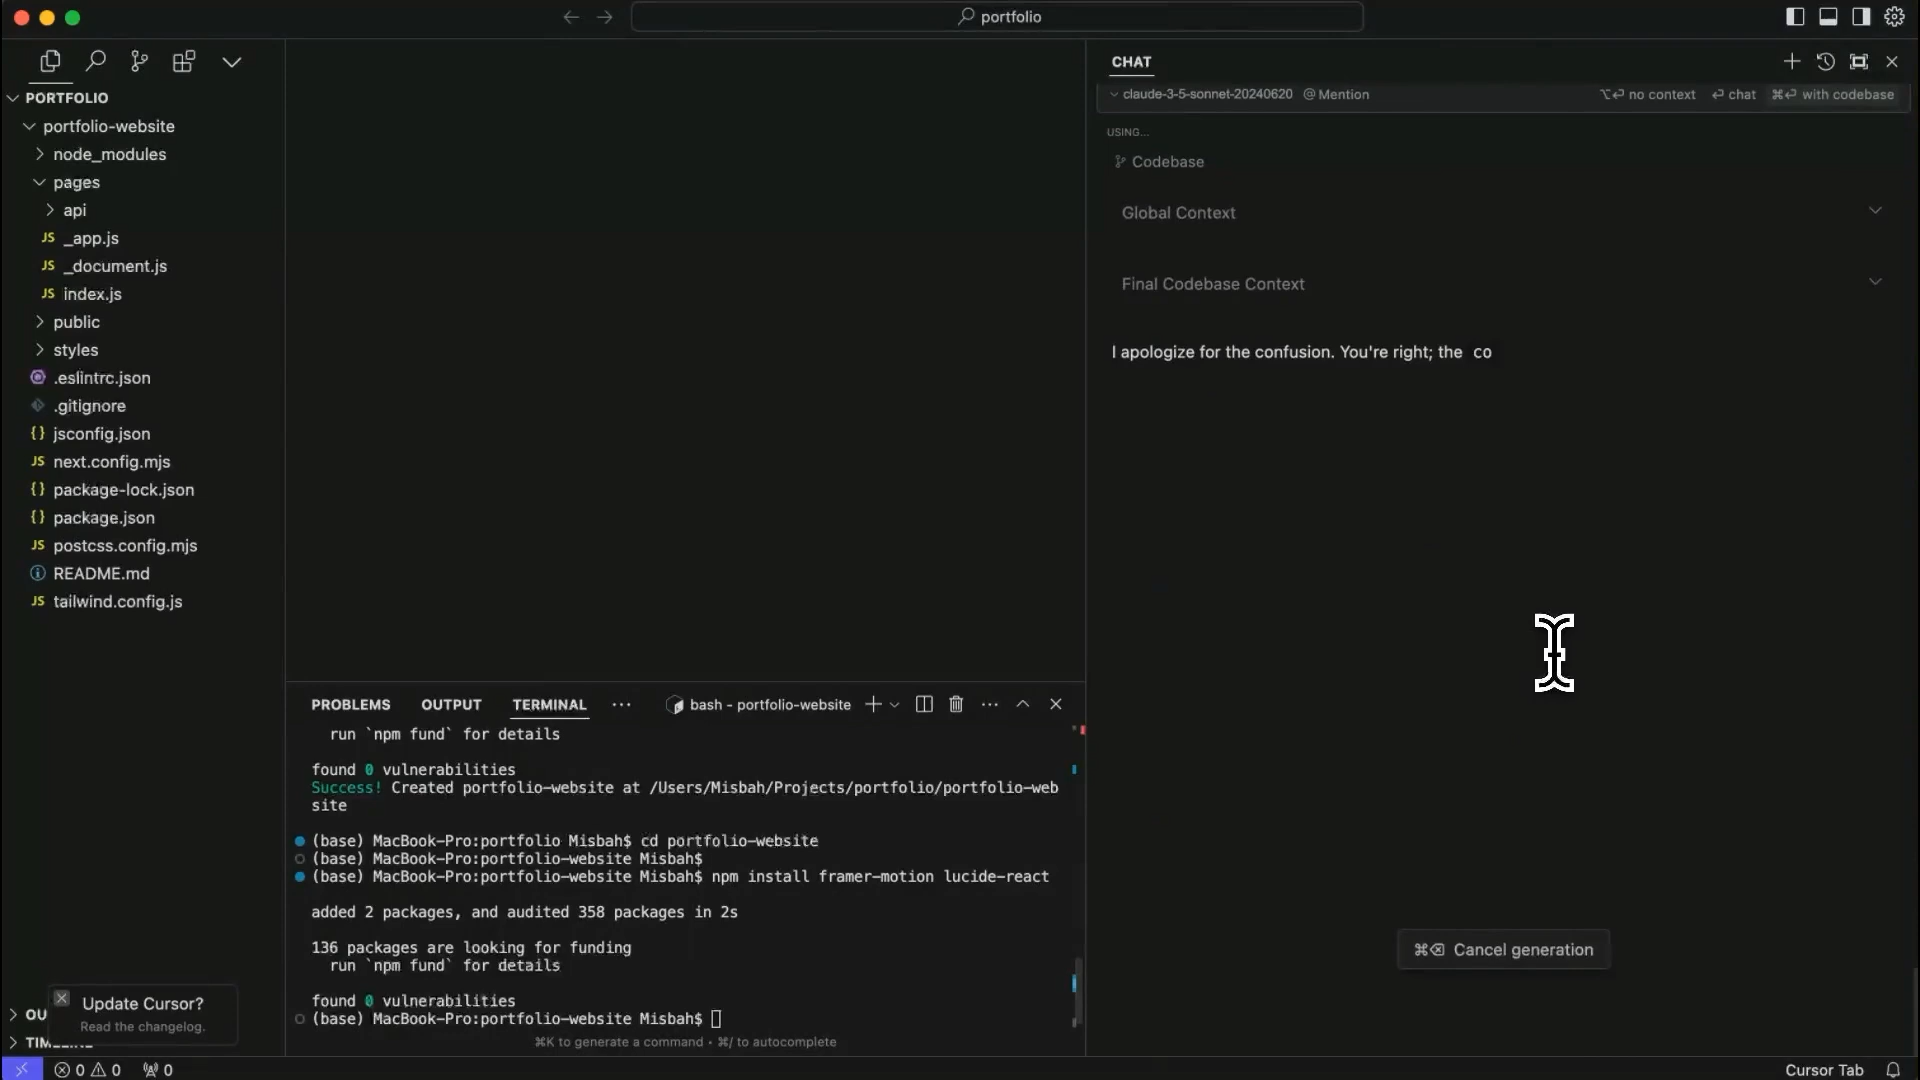 portfolio
PORTFOLIO
portfolio-website
node_modules
pages
api
JS _app.js
JS _document.js
JS index.js
public
styles
.eslintrc.json
.gitignore
{} jsconfig.json
JS next.config.mjs
{} package-lock.json
{} package.json
JS postcss.config.mjs
README.md
JS tailwind.config.js
OU
TIMELINE
Update Cursor?
Read the changelog.
PROBLEMS OUTPUT TERMINAL ··· bash - portfolio-website
run `npm fund` for details
found 0 vulnerabilities
Success! Created portfolio-website at /Users/Misbah/Projects/portfolio/portfolio-web
site
(base) MacBook-Pro:portfolio Misbah$ cd portfolio-website
(base) MacBook-Pro:portfolio-website Misbah$
(base) MacBook-Pro:portfolio-website Misbah$ npm install framer-motion lucide-react
added 2 packages, and audited 358 packages in 2s
136 packages are looking for funding
run `npm fund` for details
found 0 vulnerabilities
(base) MacBook-Pro:portfolio-website Misbah$
⌘K to generate a command • ⌘/ to autocomplete
CHAT
claude-3-5-sonnet-20240620 @ Mention ⌥⏎ no context ⏎ chat ⌘⏎ with codebase
USING...
Codebase
Global Context
Final Codebase Context
I apologize for the confusion. You're right; the co
⌘⌫ Cancel generation
0 0 0
Cursor Tab